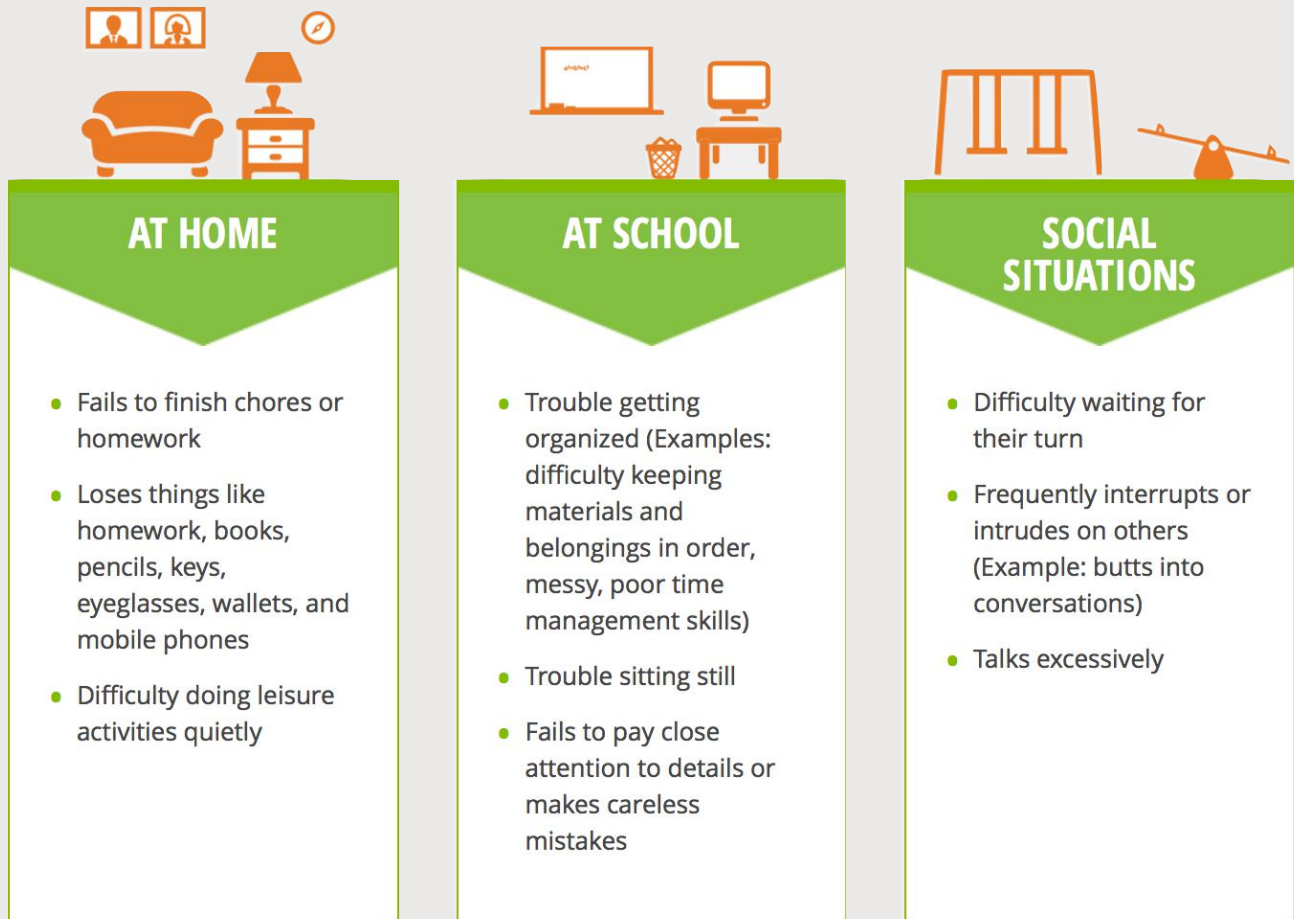 AT HOME
• Fails to finish chores or
homework
• Loses things like
homework, books,
pencils, keys,
eyeglasses, wallets, and
mobile phones
• Difficulty doing leisure
activities quietly
AT SCHOOL
• Trouble getting
organized (Examples:
difficulty keeping
materials and
belongings in order,
messy, poor time
management skills)
• Trouble sitting still
• Fails to pay close
attention to details or
makes careless
mistakes
SOCIAL
SITUATIONS
• Difficulty waiting for
their turn
• Frequently interrupts or
intrudes on others
(Example: butts into
conversations)
• Talks excessively